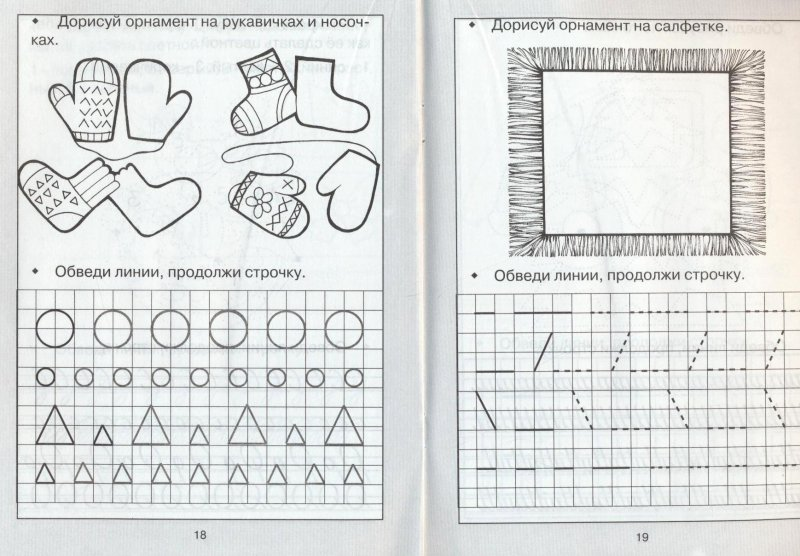 Дорисуй орнамент на рукавичках и носоч-
ках.
Обведи линии, продолжи строчку.
18
Дорисуй орнамент на салфетке.
Обведи линии, продолжи строчку.
19